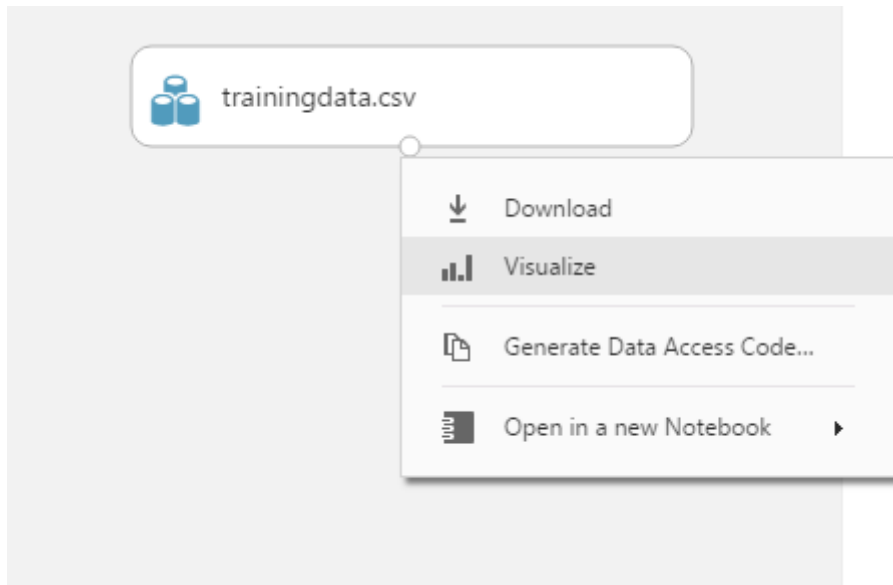 trainingdata.csv
Download
Visualize
Generate Data Access Code...
Open in a new Notebook